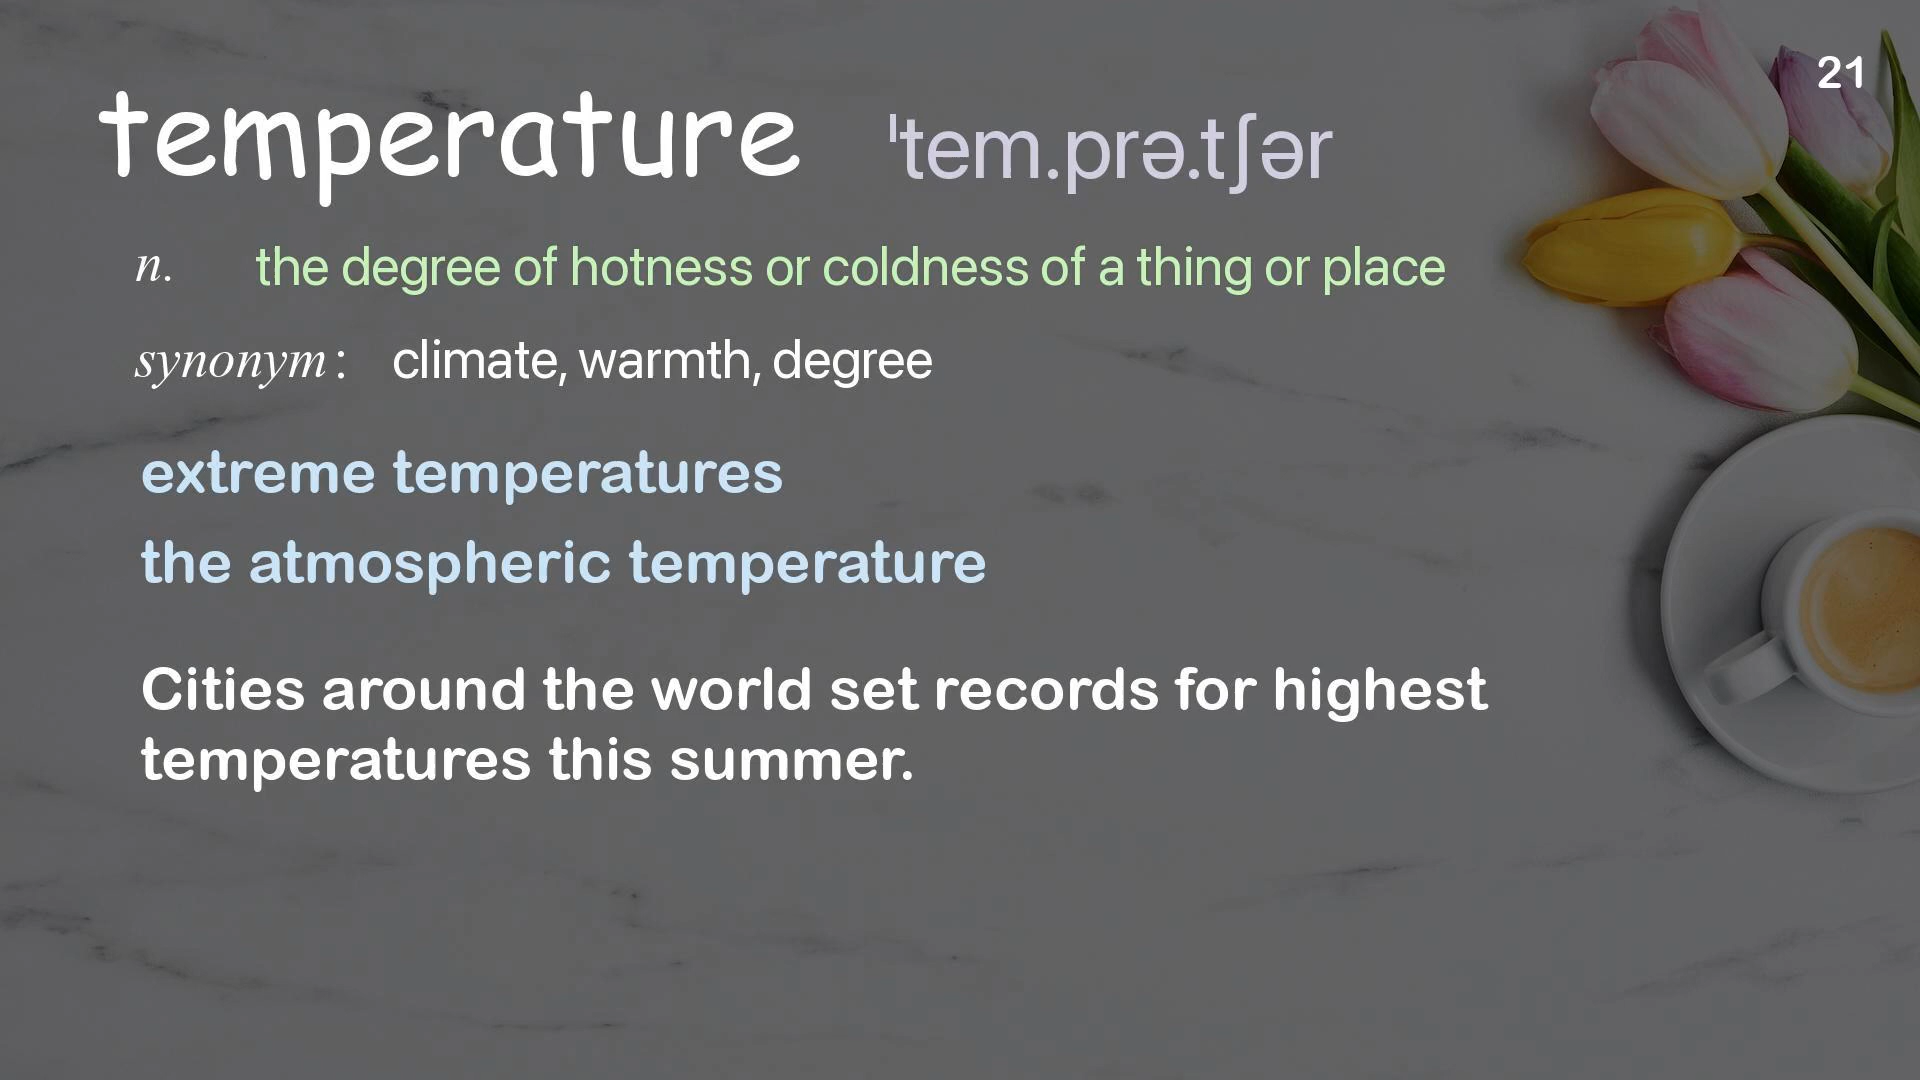 21
temperature ˈtem.prə.tʃər
n. the degree of hotness or coldness of a thing or place
synonym: climate, warmth, degree
extreme temperatures
the atmospheric temperature
Cities around the world set records for highest
temperatures this summer.